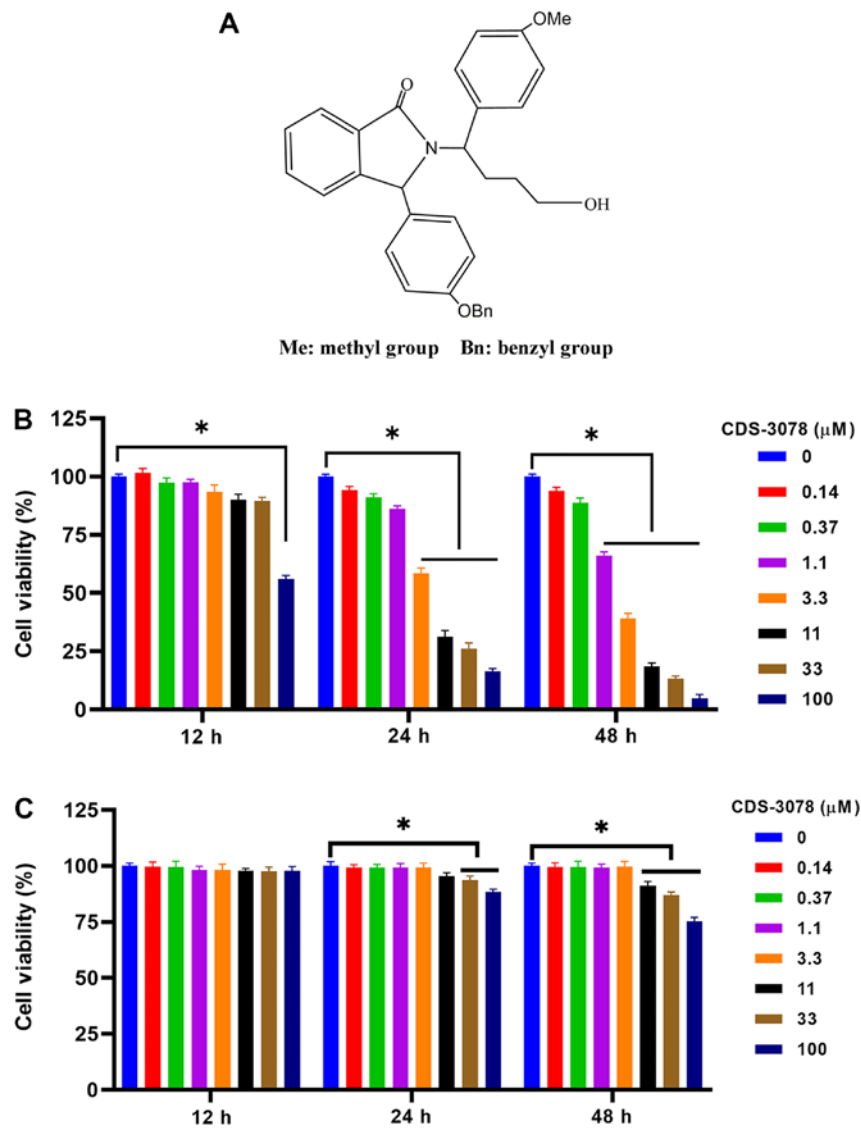 A
OMe
O
N
OH
OBn
Me: methyl group Bn: benzyl group
B
125
100
75
50
25
0
Cell viability (%)
*
*
*
12 h
24 h
48 h
CDS-3078 (μM)
0
0.14
0.37
1.1
3.3
11
33
100
C
125
100
75
50
25
0
Cell viability (%)
*
*
12 h
24 h
48 h
CDS-3078 (μM)
0
0.14
0.37
1.1
3.3
11
33
100